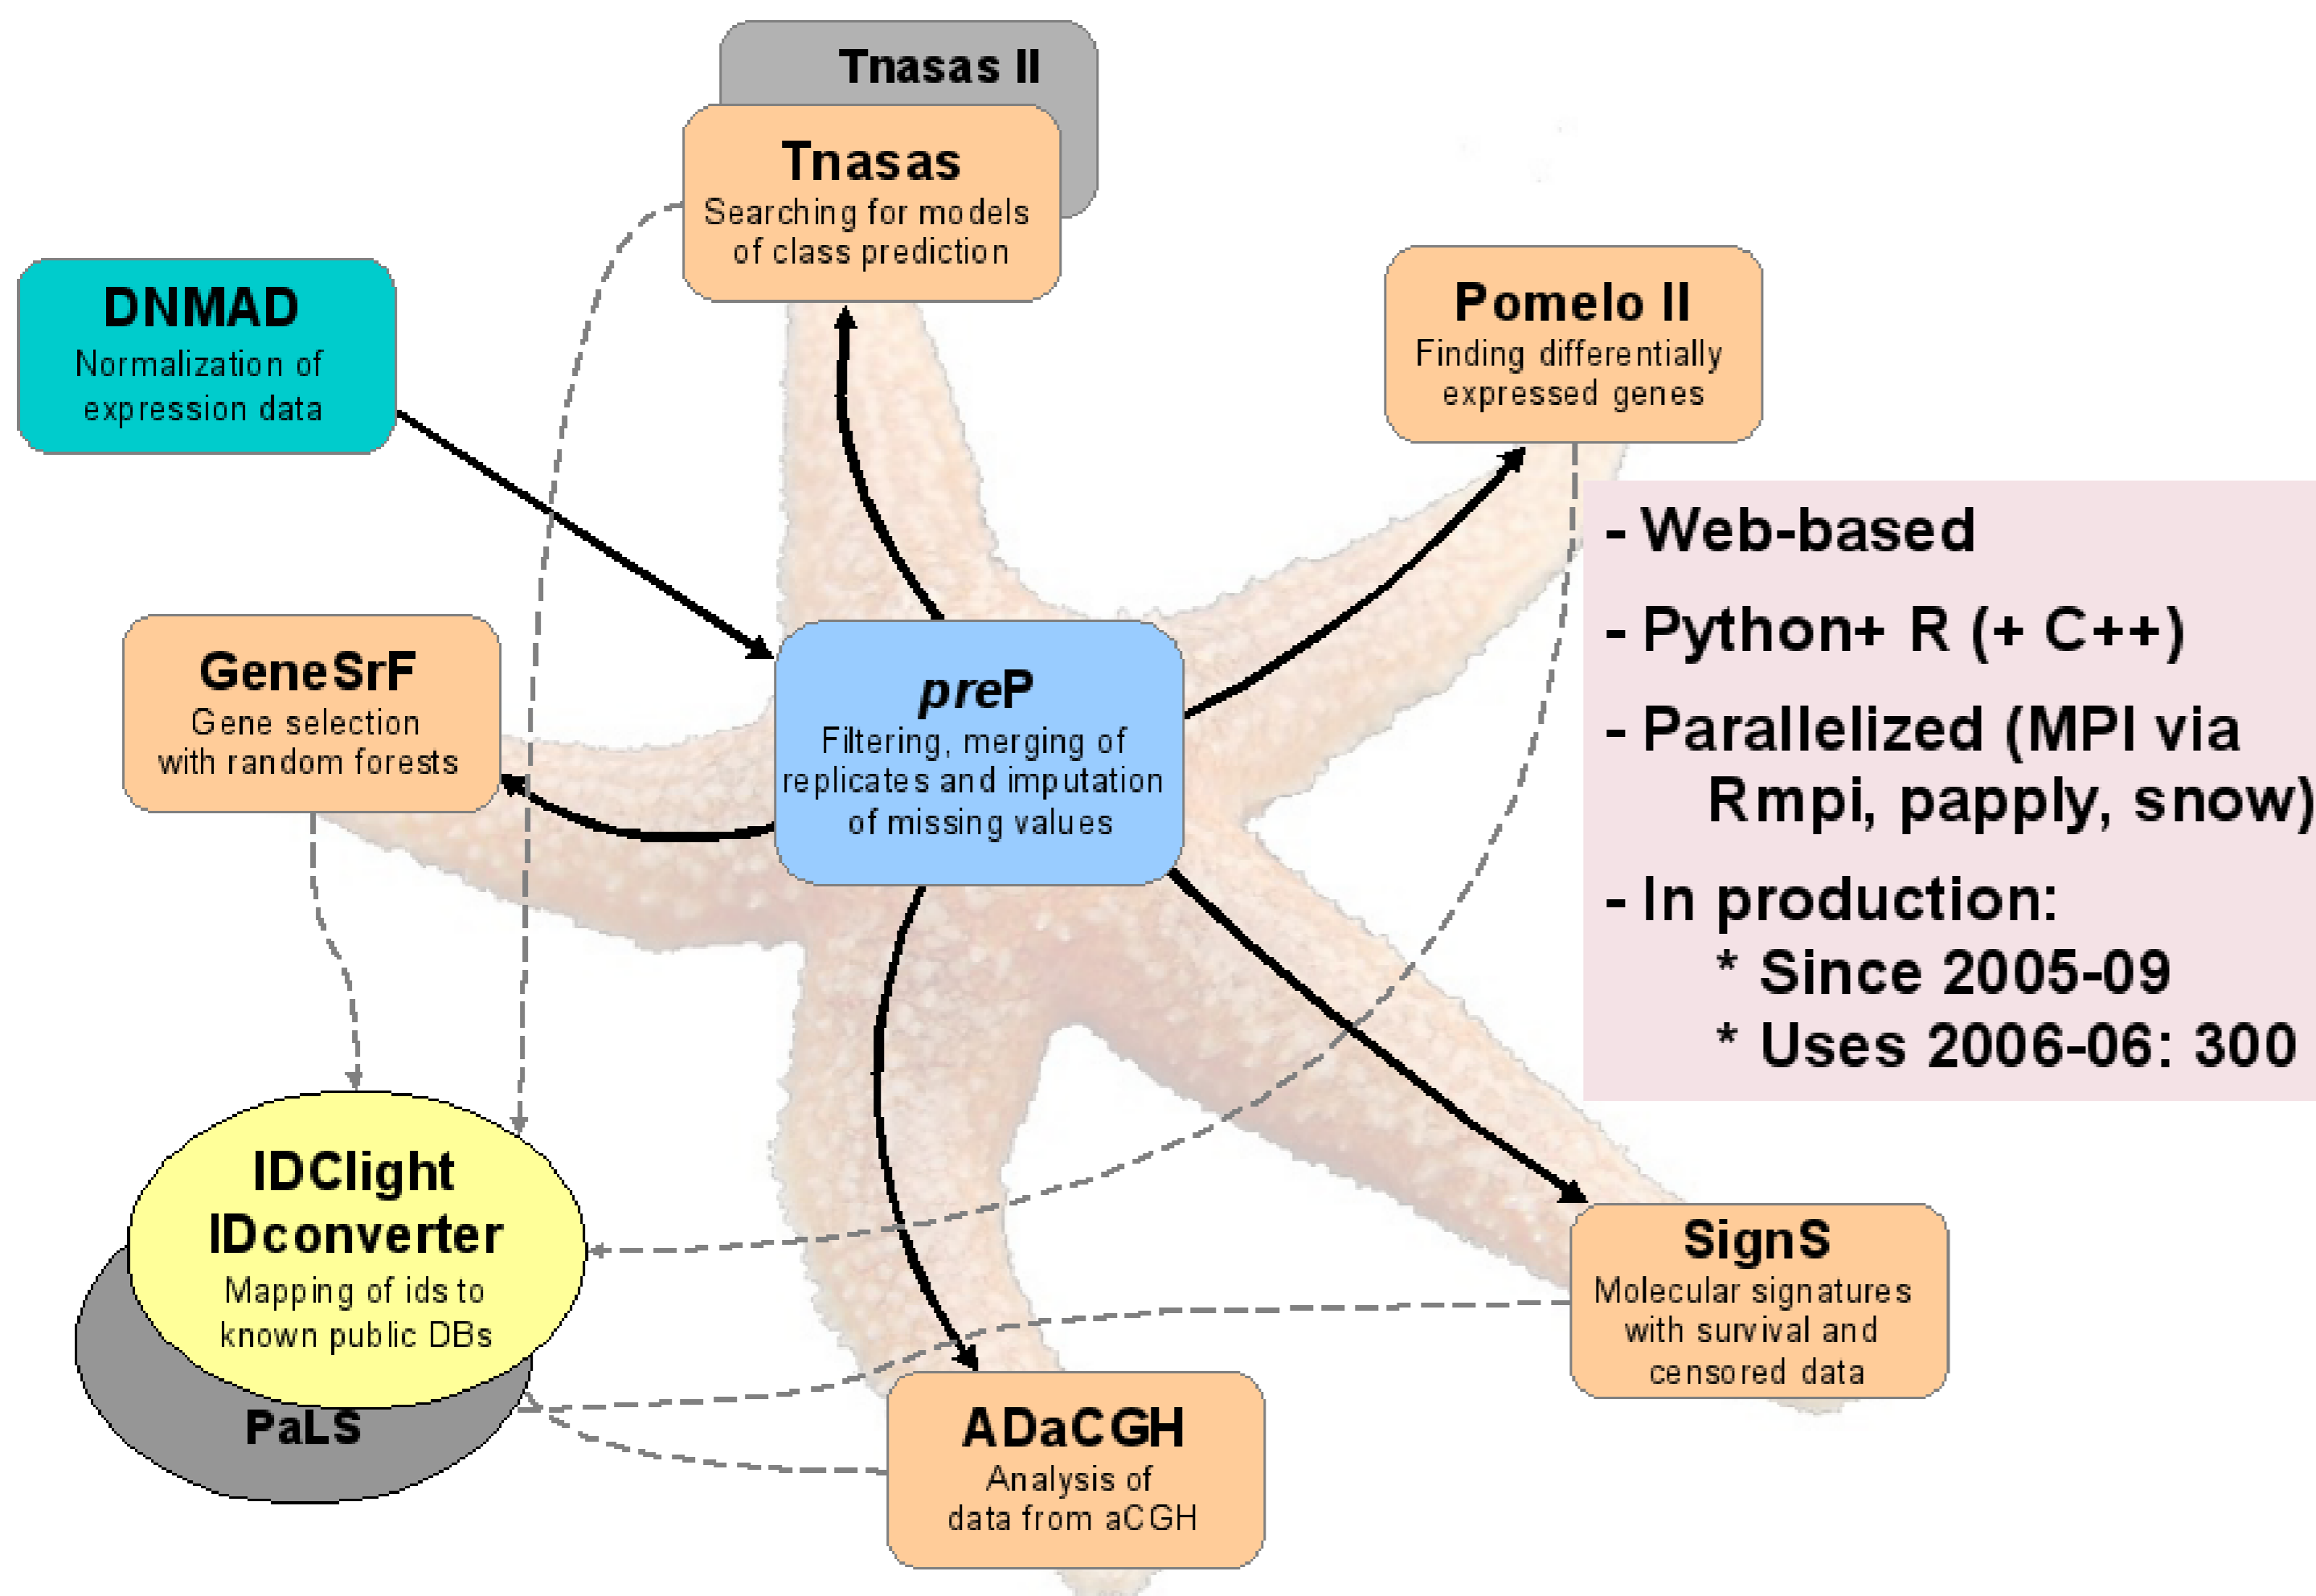 Tnasas II
Tnasas
Searching for models
of class prediction
DNMAD
Normalization of
expression data
Pomelo II
Finding differentially
expressed genes
- Web-based
- Python+ R (+ C++)
- Parallelized (MPI via
Rmpi, papply, snow)
- In production:
* Since 2005-09
* Uses 2006-06: 300
GeneSrF
Gene selection
with random forests
preP
Filtering, merging of
replicates and imputation
of missing values
IDClight
IDconverter
Mapping of ids to
known public DBs
PaLS
SignS
Molecular signatures
with survival and
censored data
ADaCGH
Analysis of
data from aCGH